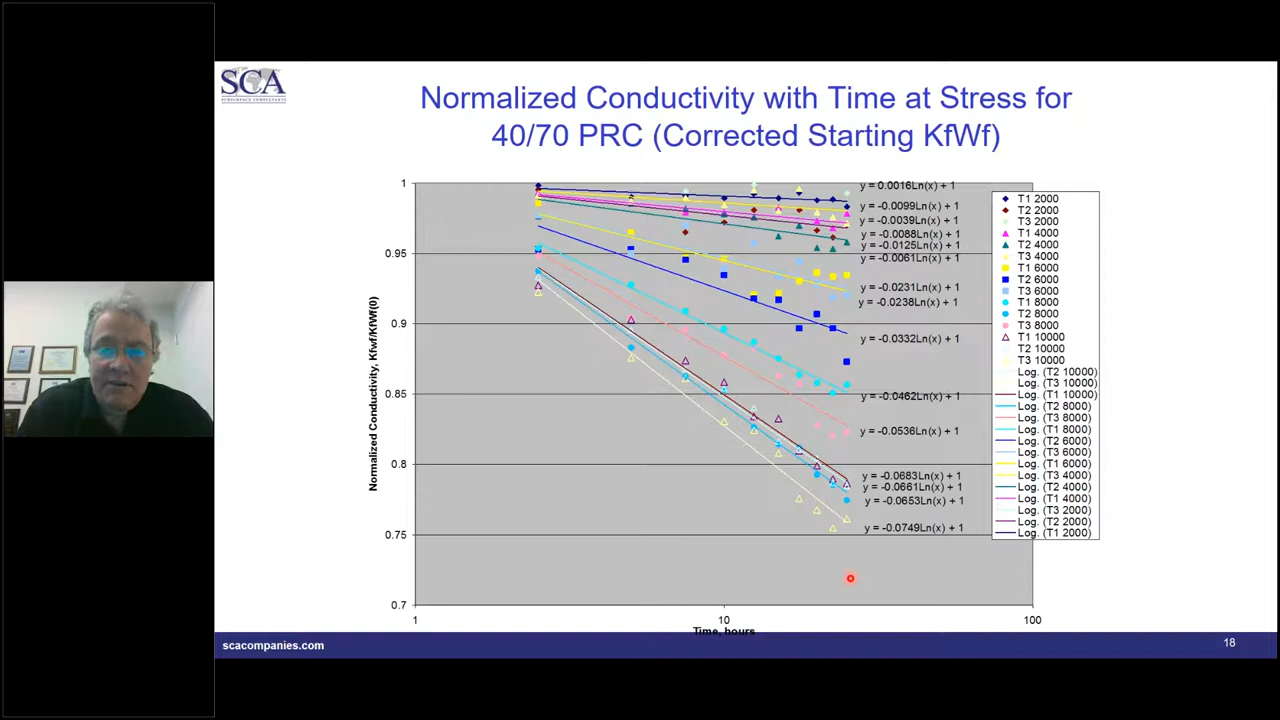 SCA
SUBSURFACE CONSULTANTS
Normalized Conductivity with Time at Stress for
40/70 PRC (Corrected Starting KfWf)
Normalized Conductivity, Kfwf/KfWf(0)
1
0.95
0.9
0.85
0.8
0.75
0.7
1
10
100
Time, hours
y = 0.0016Ln(x) + 1
y = -0.0099Ln(x) + 1
y = -0.0039Ln(x) + 1
y = -0.0088Ln(x) + 1
y = -0.0125Ln(x) + 1
y = -0.0061Ln(x) + 1
y = -0.0231Ln(x) + 1
y = -0.0238Ln(x) + 1
y = -0.0332Ln(x) + 1
y = -0.0462Ln(x) + 1
y = -0.0536Ln(x) + 1
y = -0.0683Ln(x) + 1
y = -0.0661Ln(x) + 1
y = -0.0653Ln(x) + 1
y = -0.0749Ln(x) + 1
T1 2000
T2 2000
T3 2000
T1 4000
T2 4000
T3 4000
T1 6000
T2 6000
T3 6000
T1 8000
T2 8000
T3 8000
T1 10000
T2 10000
T3 10000
Log. (T2 10000)
Log. (T3 10000)
Log. (T1 10000)
Log. (T2 8000)
Log. (T3 8000)
Log. (T1 8000)
Log. (T2 6000)
Log. (T3 6000)
Log. (T1 6000)
Log. (T3 4000)
Log. (T2 4000)
Log. (T1 4000)
Log. (T3 2000)
Log. (T2 2000)
Log. (T1 2000)
scacompanies.com
18